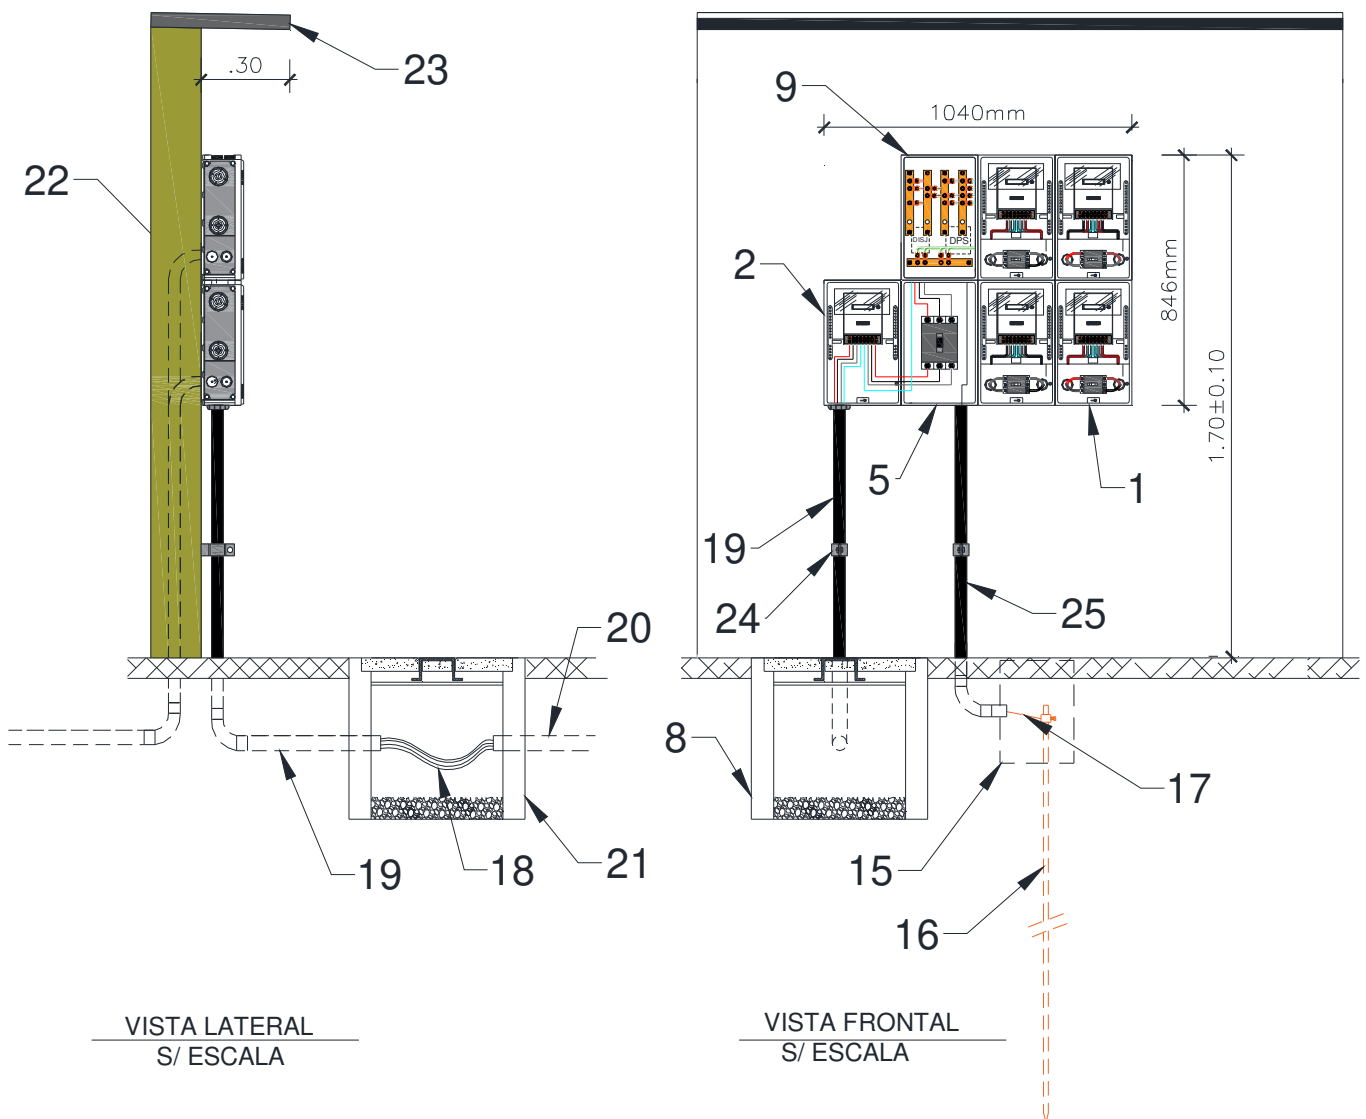 .30
23
22
20
19
18
21
VISTA LATERAL
S/ ESCALA
9
1040mm
DISJ
DPS
2
846mm
1.70±0.10
5
1
19
24
25
8
17
15
16
VISTA FRONTAL
S/ ESCALA